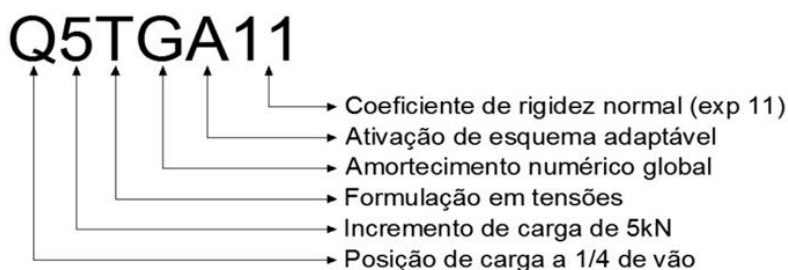 Q5TGA11
Coeficiente de rigidez normal (exp 11)
Ativação de esquema adaptável
Amortecimento numérico global
Formulação em tensões
Incremento de carga de 5kN
Posição de carga a 1/4 de vão